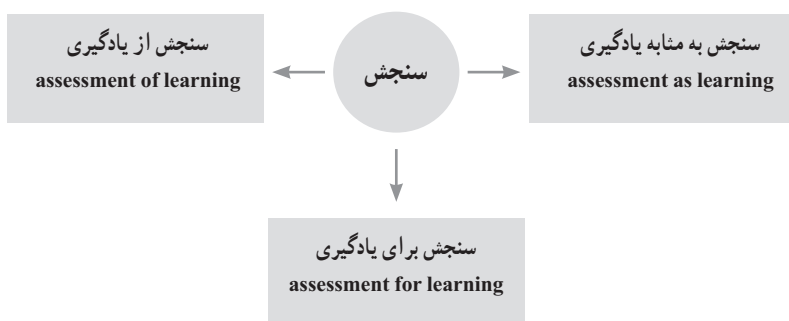 سنجش
سنجش به مثابه یادگیری
assessment as learning
سنجش از یادگیری
assessment of learning
سنجش برای یادگیری
assessment for learning